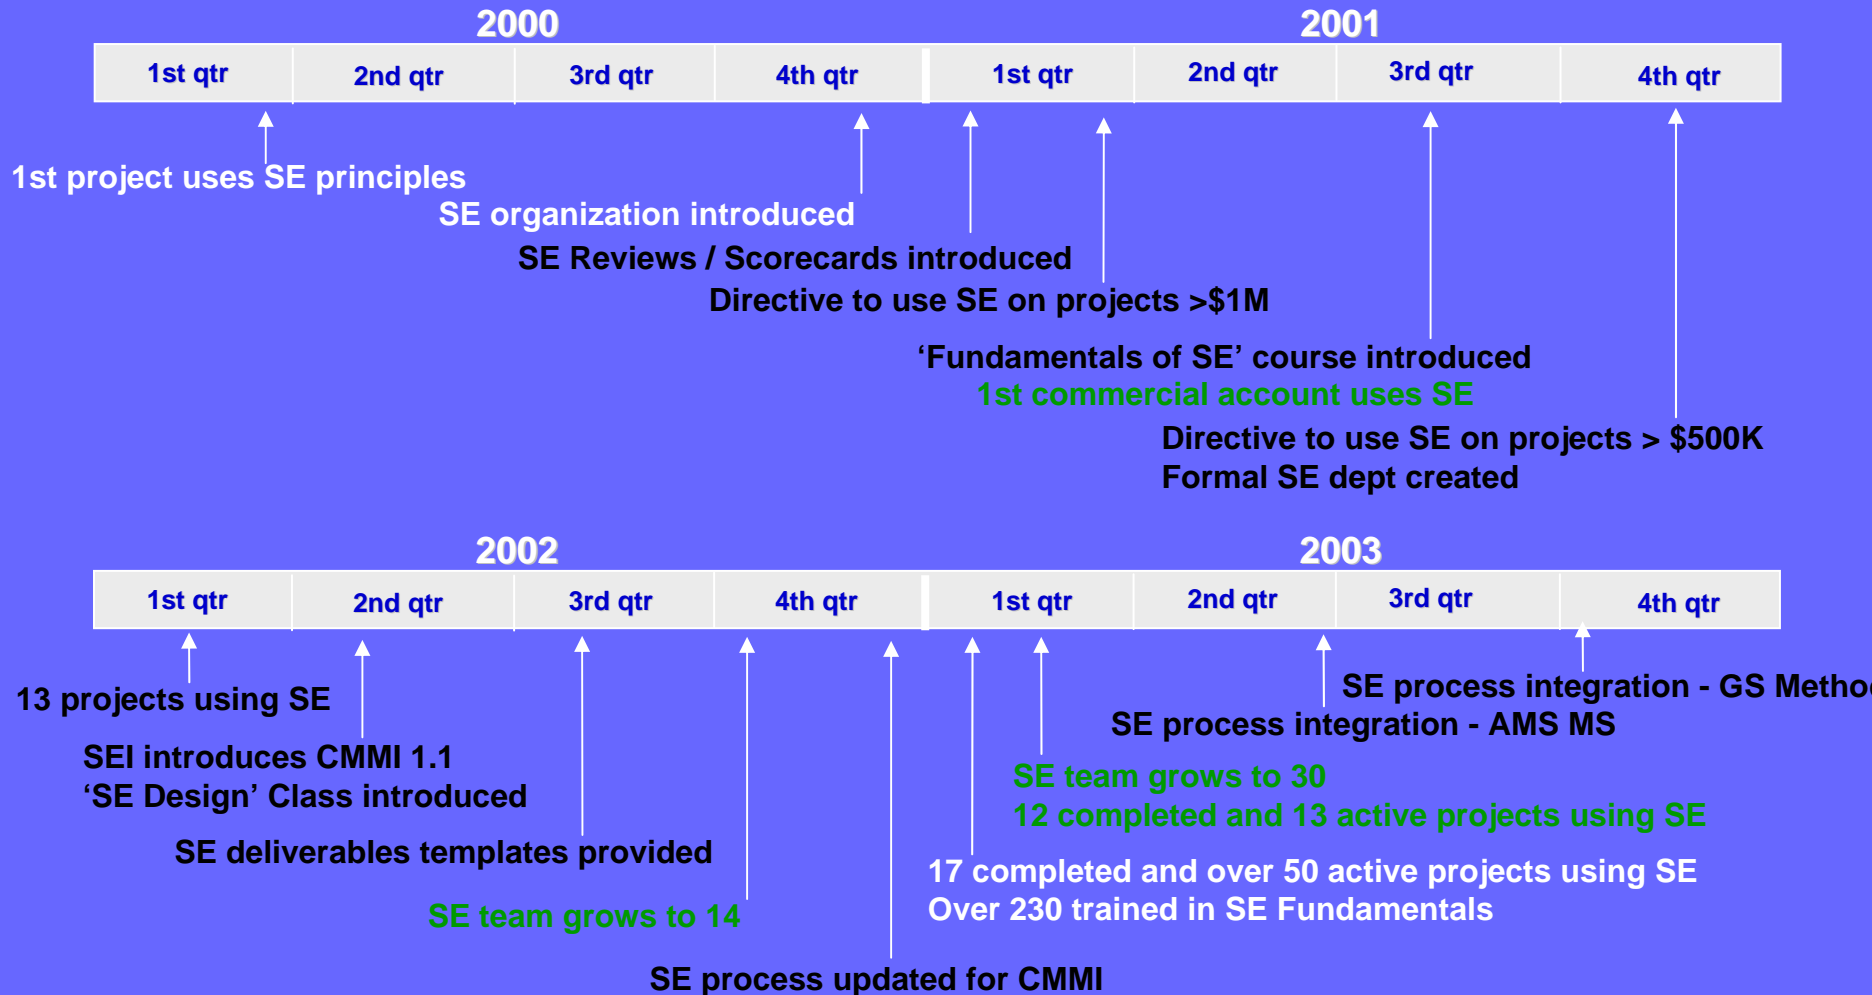 2000
2001
1st qtr
2nd qtr
3rd qtr
4th qtr
1st qtr
2nd qtr
3rd qtr
4th qtr
1st project uses SE principles
SE organization introduced
SE Reviews / Scorecards introduced
Directive to use SE on projects >$1M
‘Fundamentals of SE’ course introduced
1st commercial account uses SE
Directive to use SE on projects > $500K
Formal SE dept created
2002
2003
1st qtr
2nd qtr
3rd qtr
4th qtr
1st qtr
2nd qtr
3rd qtr
4th qtr
13 projects using SE
SEI introduces CMMI 1.1
‘SE Design’ Class introduced
SE deliverables templates provided
SE team grows to 14
SE process updated for CMMI
SE process integration - GS
SE process integration - AMS MS
SE team grows to 30
12 completed and 13 active projects using SE
17 completed and over 50 active projects using SE
Over 230 trained in SE Fundamentals